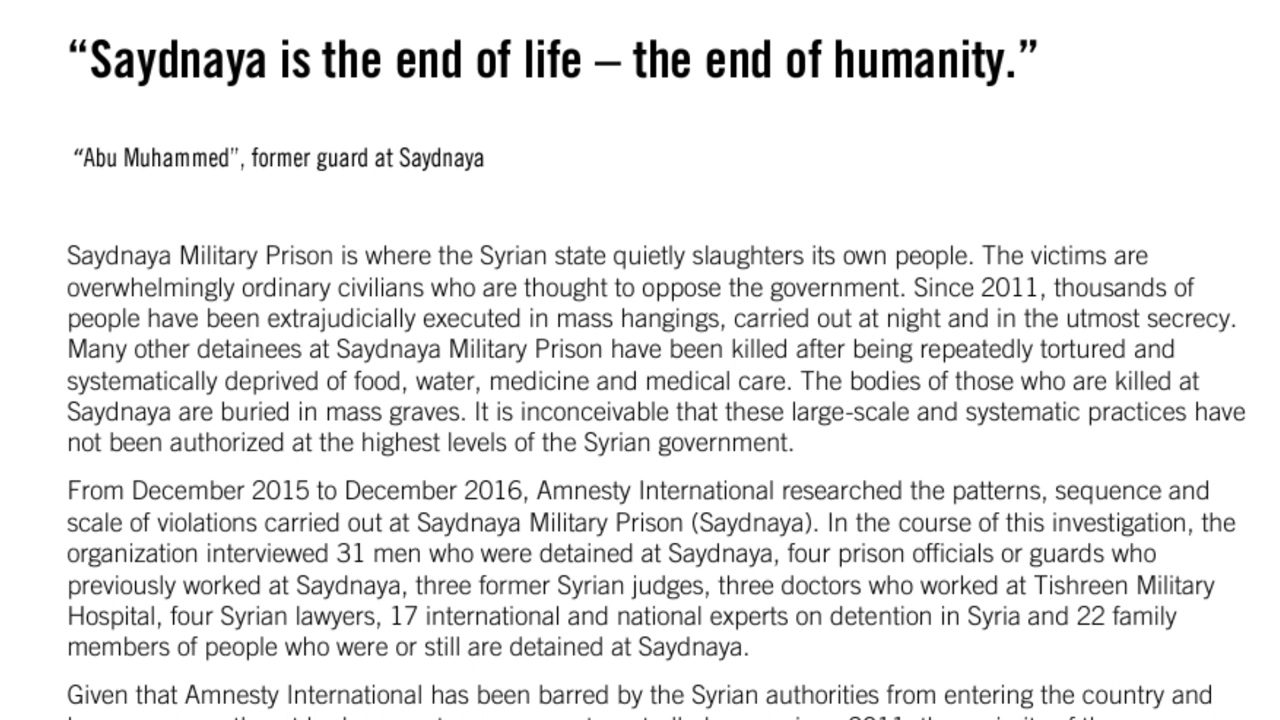 “Saydnaya is the end of life – the end of humanity.”
“Abu Muhammed”, former guard at Saydnaya
Saydnaya Military Prison is where the Syrian state quietly slaughters its own people. The victims are
overwhelmingly ordinary civilians who are thought to oppose the government. Since 2011, thousands of
people have been extrajudicially executed in mass hangings, carried out at night and in the utmost secrecy.
Many other detainees at Saydnaya Military Prison have been killed after being repeatedly tortured and
systematically deprived of food, water, medicine and medical care. The bodies of those who are killed at
Saydnaya are buried in mass graves. It is inconceivable that these large-scale and systematic practices have
not been authorized at the highest levels of the Syrian government.
From December 2015 to December 2016, Amnesty International researched the patterns, sequence and
scale of violations carried out at Saydnaya Military Prison (Saydnaya). In the course of this investigation, the
organization interviewed 31 men who were detained at Saydnaya, four prison officials or guards who
previously worked at Saydnaya, three former Syrian judges, three doctors who worked at Tishreen Military
Hospital, four Syrian lawyers, 17 international and national experts on detention in Syria and 22 family
members of people who were or still are detained at Saydnaya.
Given that Amnesty International has been barred by the Syrian authorities from entering the country and